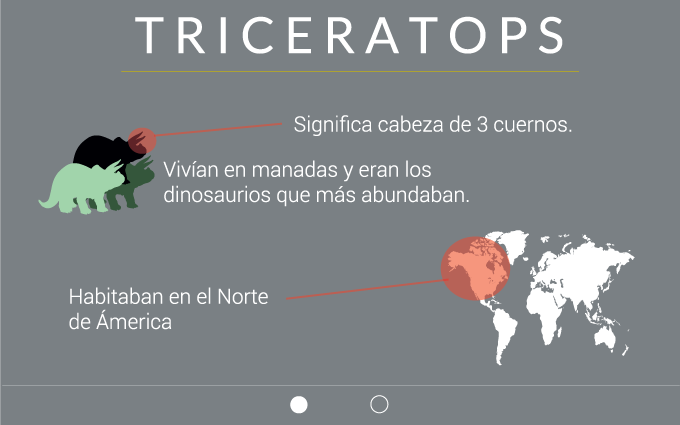 TRICERATOPS
Significa cabeza de 3 cuernos.
Vivían en manadas y eran los
dinosaurios que más abundaban.
Habitaban en el Norte
de Ámerica